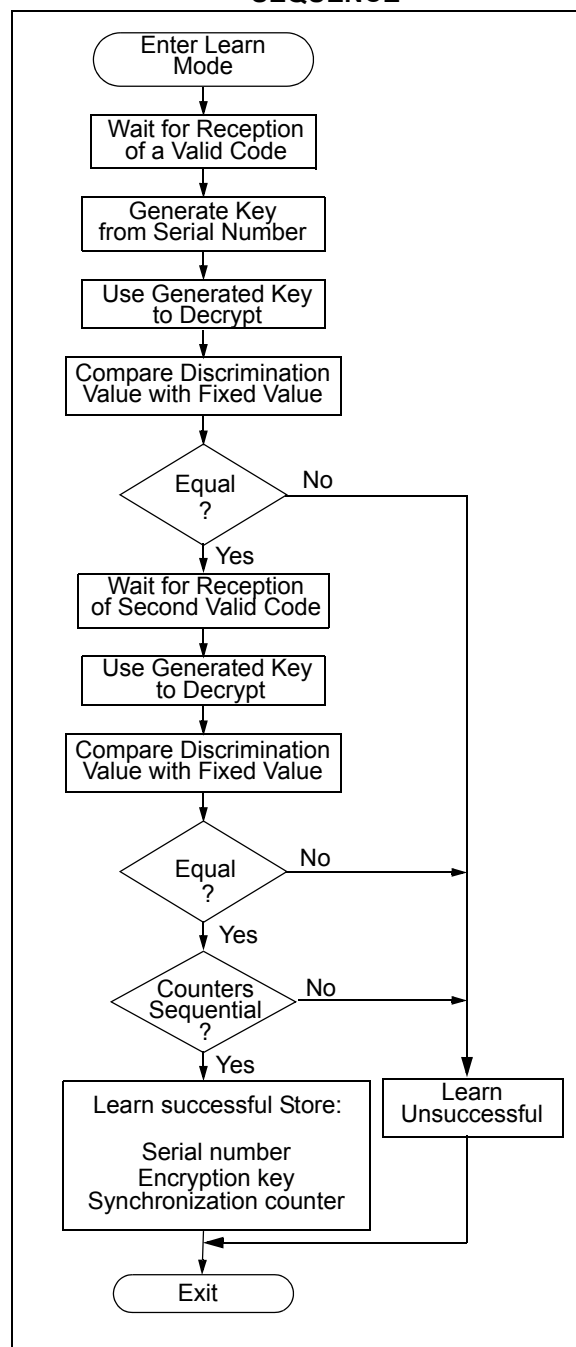 SEQUENCE
Enter Learn
Mode
Wait for Reception
of a Valid Code
Generate Key
from Serial Number
Use Generated Key
to Decrypt
Compare Discrimination
Value with Fixed Value
Equal
?
No
Yes
Wait for Reception
of Second Valid Code
Use Generated Key
to Decrypt
Compare Discrimination
Value with Fixed Value
Equal
?
No
Yes
Counters
Sequential
?
No
Yes
Learn successful Store:
Serial number
Encryption key
Synchronization counter
Learn
Unsuccessful
Exit